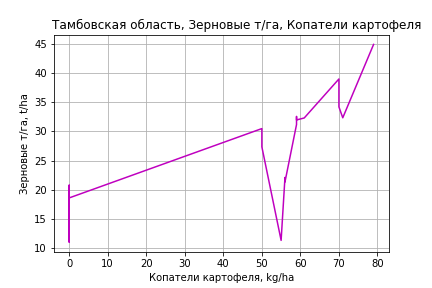 Тамбовская область, Зерновые т/га, Копатели картофеля
Зерновые т/га, t/ha
45
40
35
30
25
20
15
10
0 10 20 30 40 50 60 70 80
Копатели картофеля, kg/ha